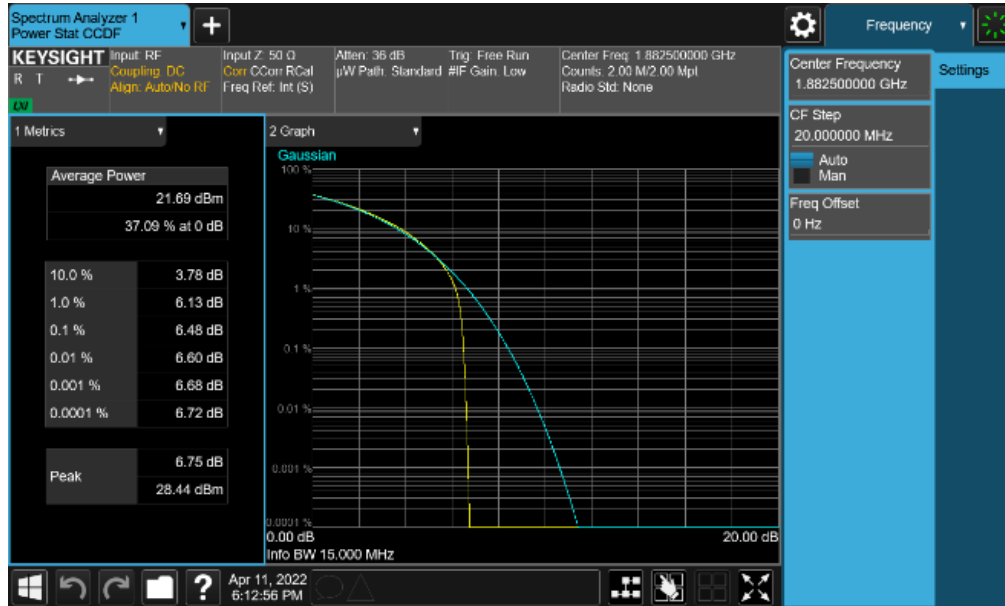 Spectrum Analyzer 1
Power Stat CCDF
+
Frequency
KEYSIGHT
R T
LXI
Input: RF
Coupling: DC
Align: Auto/No RF
Input Z: 50 Ω
Corr CCorr RCal
Freq Ref: Int (S)
Atten: 36 dB
µW Path: Standard
Trig: Free Run
#IF Gain: Low
Center Freq: 1.882500000 GHz
Counts: 2.00 M/2.00 Mpt
Radio Std: None
Center Frequency
1.882500000 GHz
Settings
CF Step
20.000000 MHz
Auto
Man
Freq Offset
0 Hz
1 Metrics
Average Power
21.69 dBm
37.09 % at 0 dB
10.0 % 3.78 dB
1.0 % 6.13 dB
0.1 % 6.48 dB
0.01 % 6.60 dB
0.001 % 6.68 dB
0.0001 % 6.72 dB
Peak
6.75 dB
28.44 dBm
2 Graph
Gaussian
100 %
10 %
1 %
0.1 %
0.01 %
0.001 %
0.0001 %
0.00 dB 20.00 dB
Info BW 15.000 MHz
?
Apr 11, 2022
6:12:56 PM